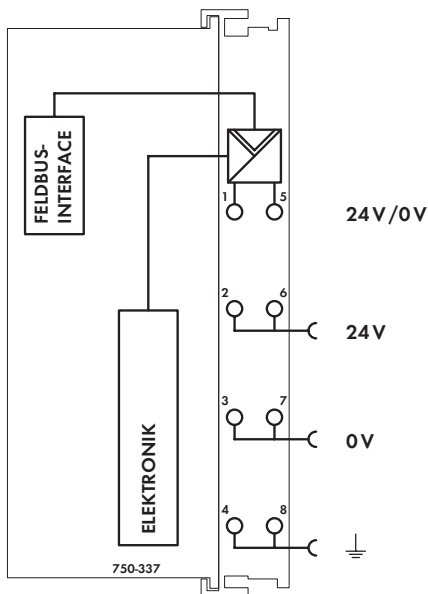 FELDBUS-
INTERFACE
1 5
24V/0V
2 6
24V
3 7
0V
ELEKTRONIK
4 8
750-337